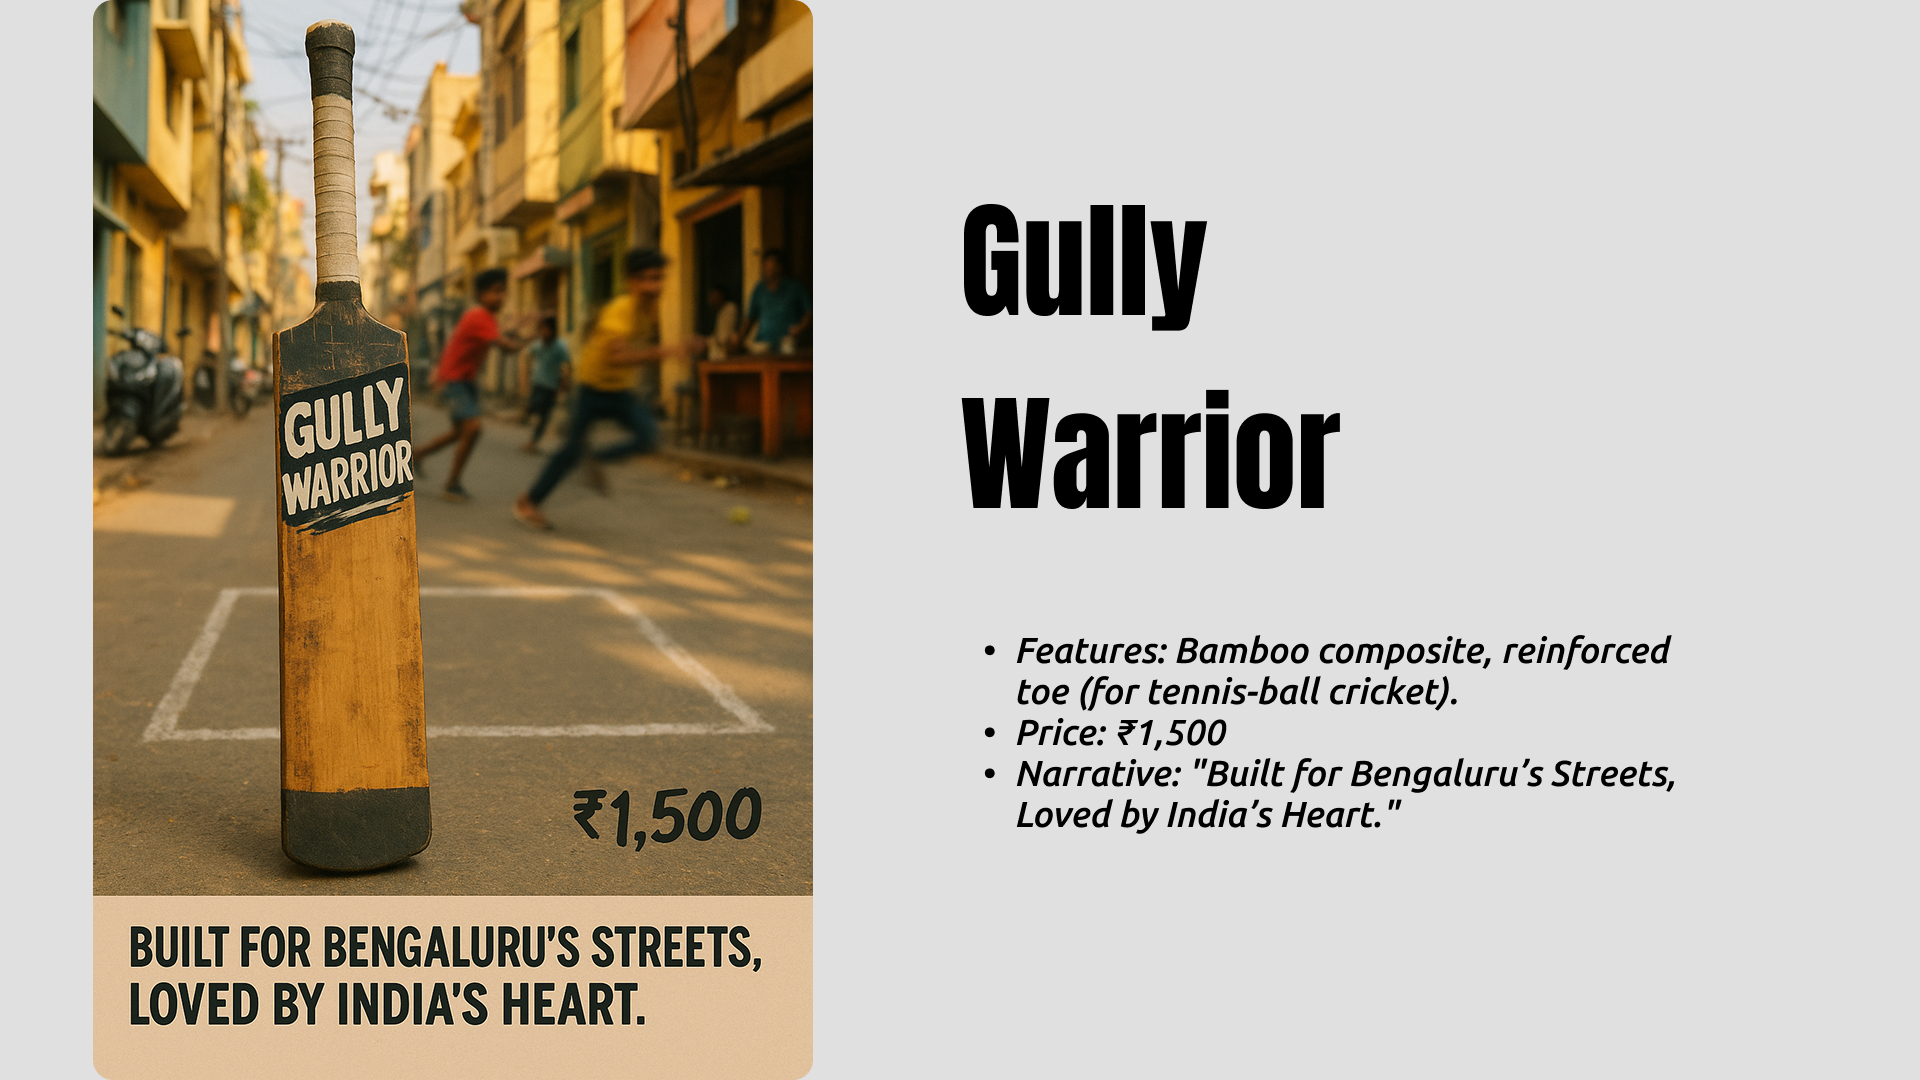 GULLY
WARRIOR
₹1,500
BUILT FOR BENGALURU'S STREETS,
LOVED BY INDIA'S HEART.
Gully
Warrior
• Features: Bamboo composite, reinforced
toe (for tennis-ball cricket).
• Price: ₹1,500
• Narrative: "Built for Bengaluru’s Streets,
Loved by India’s Heart."